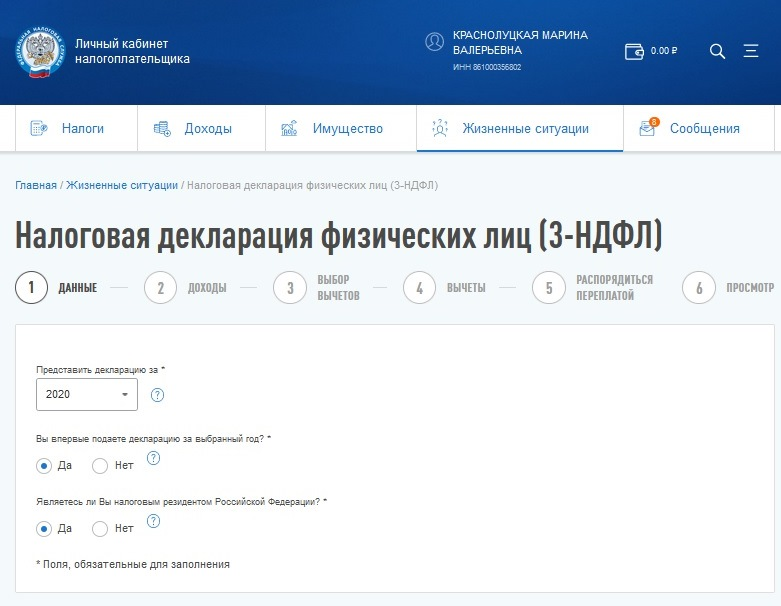 Личный кабинет
налогоплательщика
КРАСНОЛУЦКАЯ МАРИНА
ВАЛЕРЬЕВНА
ИНН 861000356802
0.00 ₽
Налоги
Доходы
Имущество
Жизненные ситуации
8
Сообщения
Главная / Жизненные ситуации / Налоговая декларация физических лиц (3-НДФЛ)
Налоговая декларация физических лиц (3-НДФЛ)
1 ДАННЫЕ
2 ДОХОДЫ
3 ВЫБОР
ВЫЧЕТОВ
4 ВЫЧЕТЫ
5 РАСПОРЯДИТЬСЯ
ПЕРЕПЛАТОЙ
6 ПРОСМОТР
Представить декларацию за *
2020 ?
Вы впервые подаете декларацию за выбранный год? *
Да Нет ?
Являетесь ли Вы налоговым резидентом Российской Федерации? *
Да Нет ?
* Поля, обязательные для заполнения